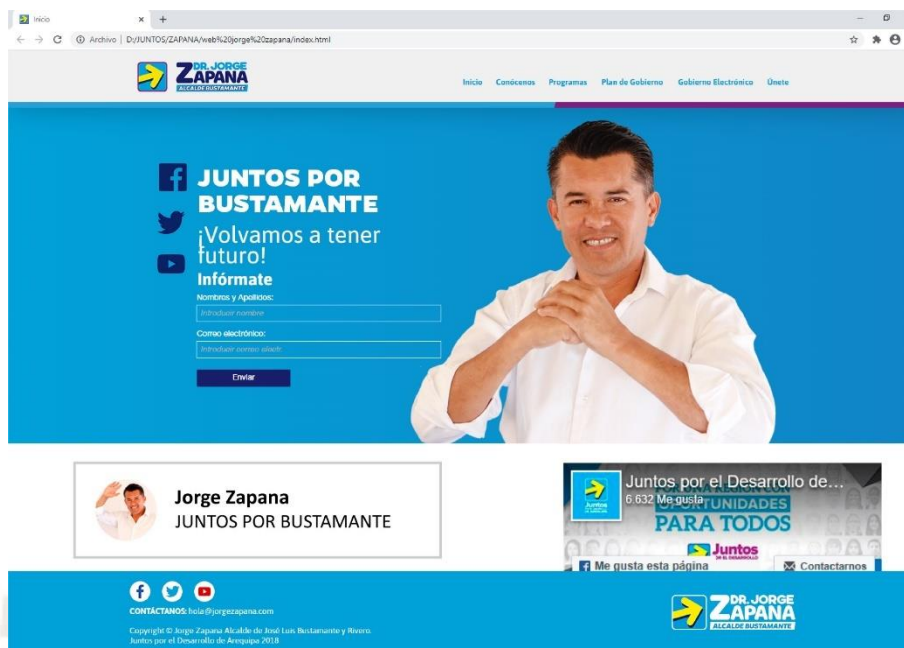 Inicio
Archivo | D:/JUNTOS/ZAPANA/web%20jorge%20zapana/index.html
DR. JORGE
ZAPANA
ALCALDE BUSTAMANTE
Inicio Conócenos Programas Plan de Gobierno Gobierno Electrónico Únete
JUNTOS POR
BUSTAMANTE
¡Volvamos a tener
futuro!
Infórmate
Nombres y Apellidos:
Introducir nombre
Correo electrónico:
Introducir correo
Enviar
Jorge Zapana
JUNTOS POR BUSTAMANTE
Juntos por el Desarrollo de...
6.632 Me gusta
OPORTUNIDADES
PARA TODOS
Juntos
Juntos
Me gusta esta página
Contactarnos
CONTÁCTANOS: hola@jorgezapana.com
Copyright © Jorge Zapana Alcalde de José Luis Bustamante y Rivero.
Juntos por el Desarrollo de Arequipa 2018
DR. JORGE
ZAPANA
ALCALDE BUSTAMANTE